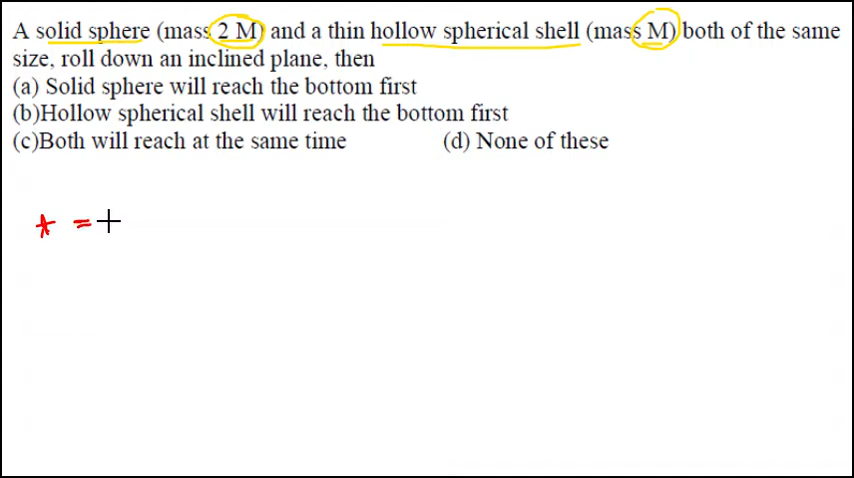 A solid sphere (mass 2 M) and a thin hollow spherical shell (mass M) both of the same
size, roll down an inclined plane, then
(a) Solid sphere will reach the bottom first
(b)Hollow spherical shell will reach the bottom first
(c)Both will reach at the same time (d) None of these
t =